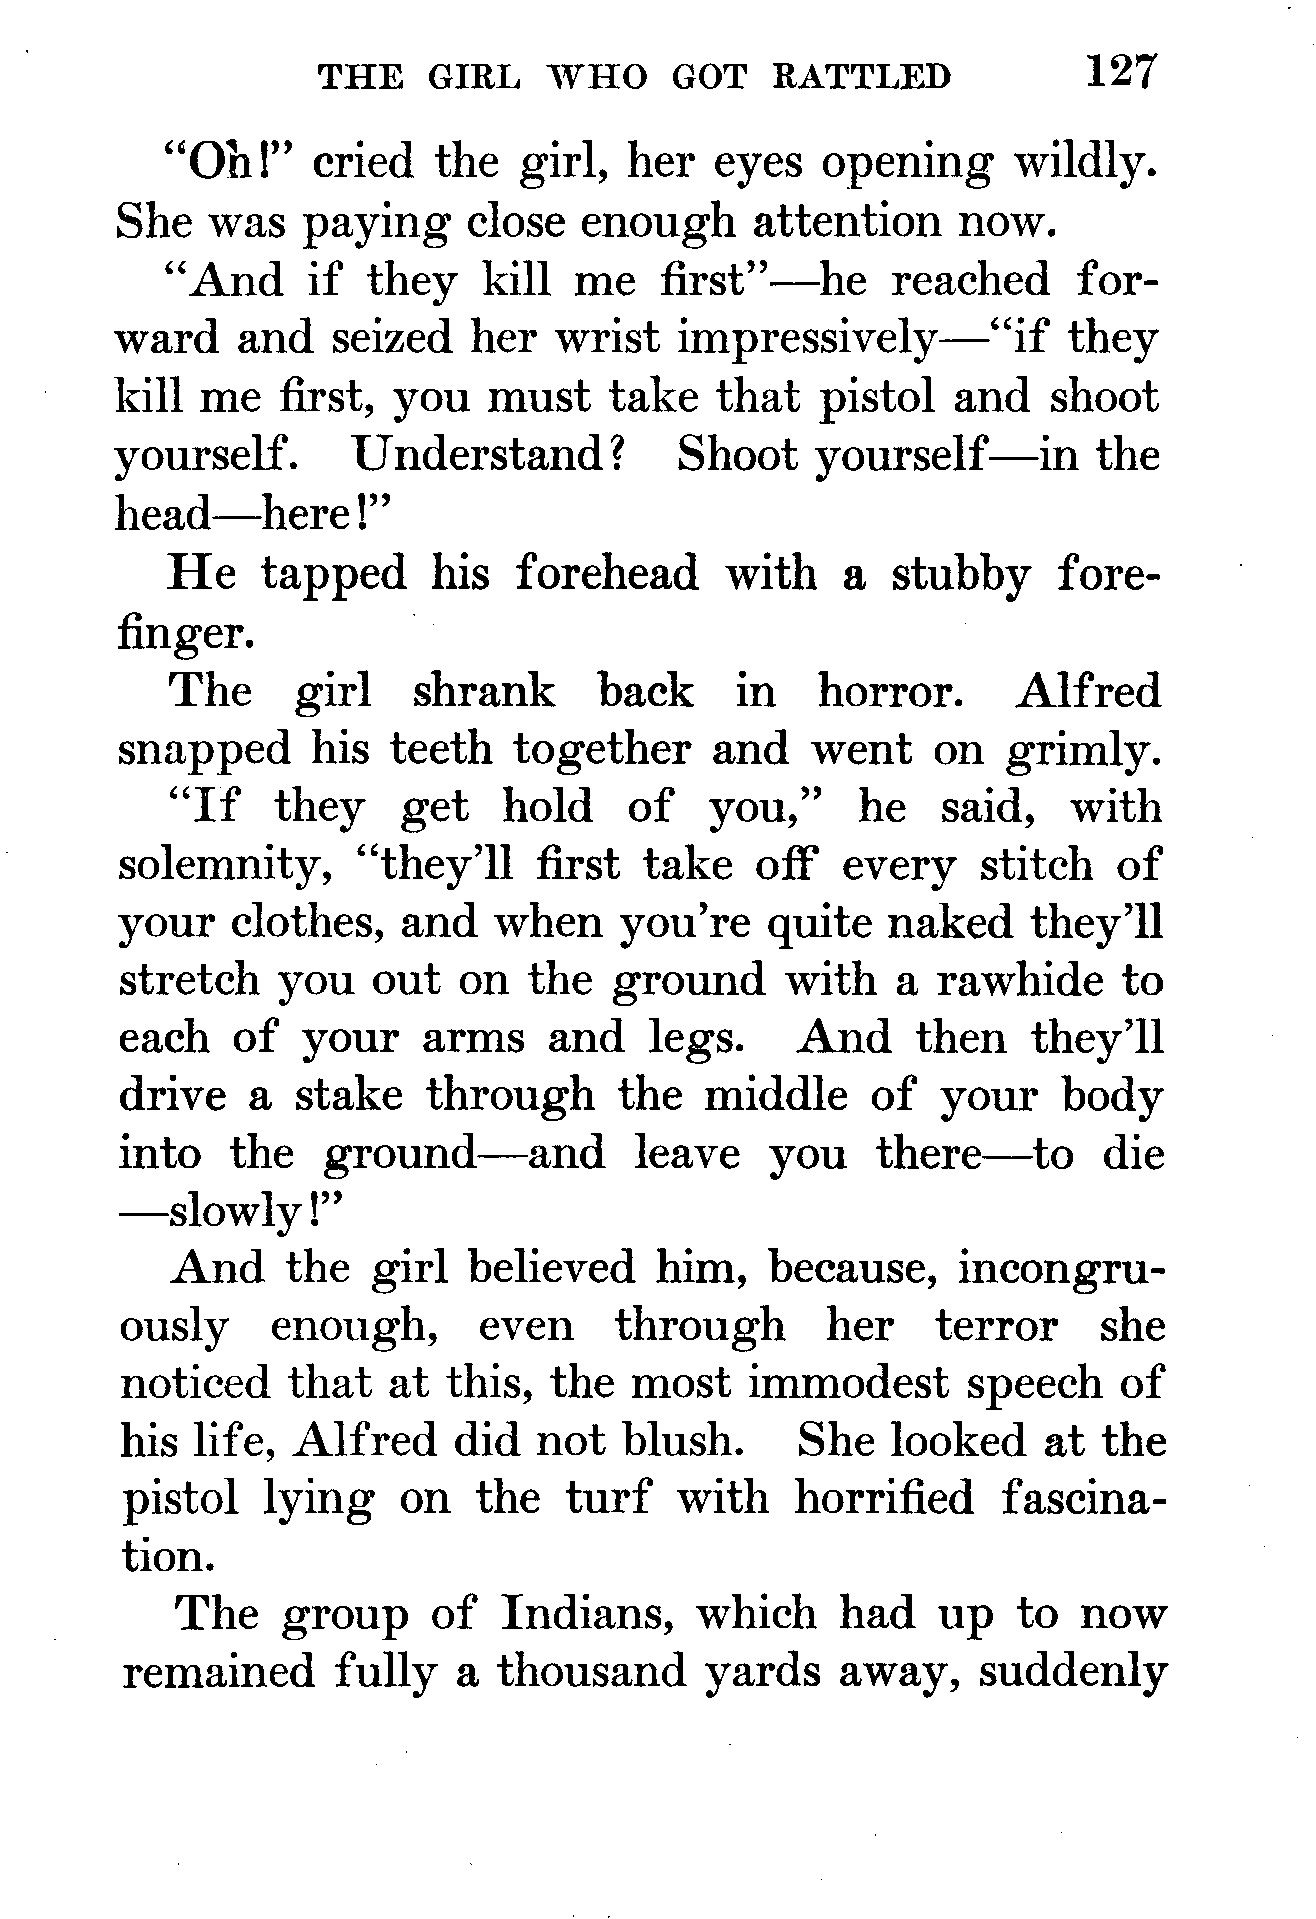 THE GIRL WHO GOT RATTLED 127
“Oh!” cried the girl, her eyes opening wildly.
She was paying close enough attention now.
“And if they kill me first”—he reached for-
ward and seized her wrist impressively—“if they
kill me first, you must take that pistol and shoot
yourself. Understand? Shoot yourself—in the
head—here!”
He tapped his forehead with a stubby fore-
finger.
The girl shrank back in horror. Alfred
snapped his teeth together and went on grimly.
“If they get hold of you,” he said, with
solemnity, “they’ll first take off every stitch of
your clothes, and when you’re quite naked they’ll
stretch you out on the ground with a rawhide to
each of your arms and legs. And then they’ll
drive a stake through the middle of your body
into the ground—and leave you there—to die
—slowly!”
And the girl believed him, because, incongru-
ously enough, even through her terror she
noticed that at this, the most immodest speech of
his life, Alfred did not blush. She looked at the
pistol lying on the turf with horrified fascina-
tion.
The group of Indians, which had up to now
remained fully a thousand yards away, suddenly